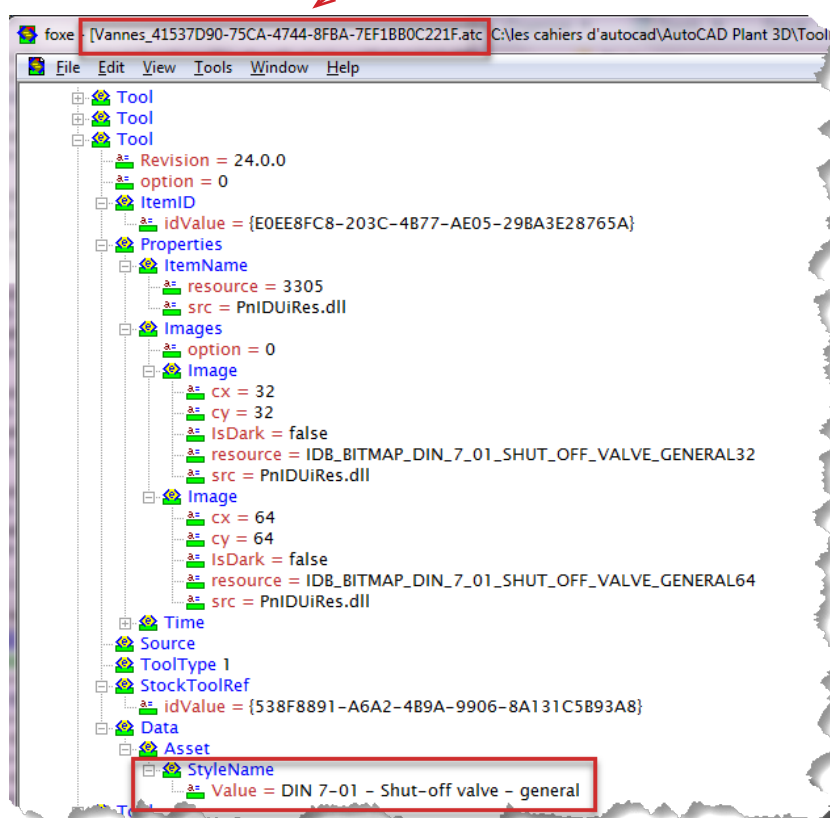 foxe - [Vannes_41537D90-75CA-4744-8FBA-7EF1BB0C221F.atc C:\les cahiers d'autocad\AutoCAD Plant 3D\Tool
File Edit View Tools Window Help
Tool
Tool
Tool
Revision = 24.0.0
option = 0
ItemID
idValue = {E0EE8FC8-203C-4B77-AE05-29BA3E28765A}
Properties
ItemName
resource = 3305
src = PnIDUiRes.dll
Images
option = 0
Image
cx = 32
cy = 32
IsDark = false
resource = IDB_BITMAP_DIN_7_01_SHUT_OFF_VALVE_GENERAL32
src = PnIDUiRes.dll
Image
cx = 64
cy = 64
IsDark = false
resource = IDB_BITMAP_DIN_7_01_SHUT_OFF_VALVE_GENERAL64
src = PnIDUiRes.dll
Time
Source
ToolType 1
StockToolRef
idValue = {538F8891-A6A2-4B9A-9906-8A131C5B93A8}
Data
Asset
StyleName
Value = DIN 7-01 - Shut-off valve - general